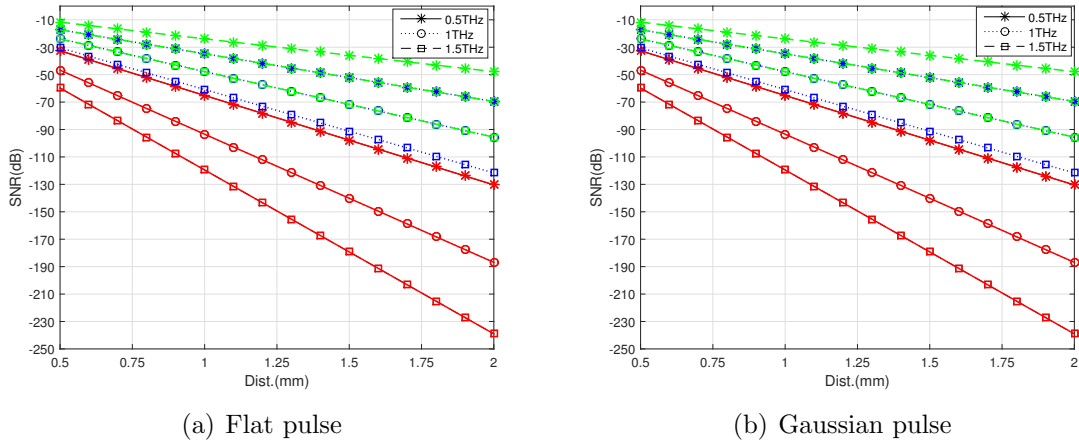 -10
-30
-50
-70
-90
-110
-130
-150
-170
-190
-210
-230
-250
SNR(dB)
0.5 0.75 1 1.25 1.5 1.75 2
Dist.(mm)
0.5THz
1THz
1.5THz
(a) Flat pulse
-10
-30
-50
-70
-90
-110
-130
-150
-170
-190
-210
-230
-250
SNR(dB)
0.5 0.75 1 1.25 1.5 1.75 2
Dist.(mm)
0.5THz
1THz
1.5THz
(b) Gaussian pulse